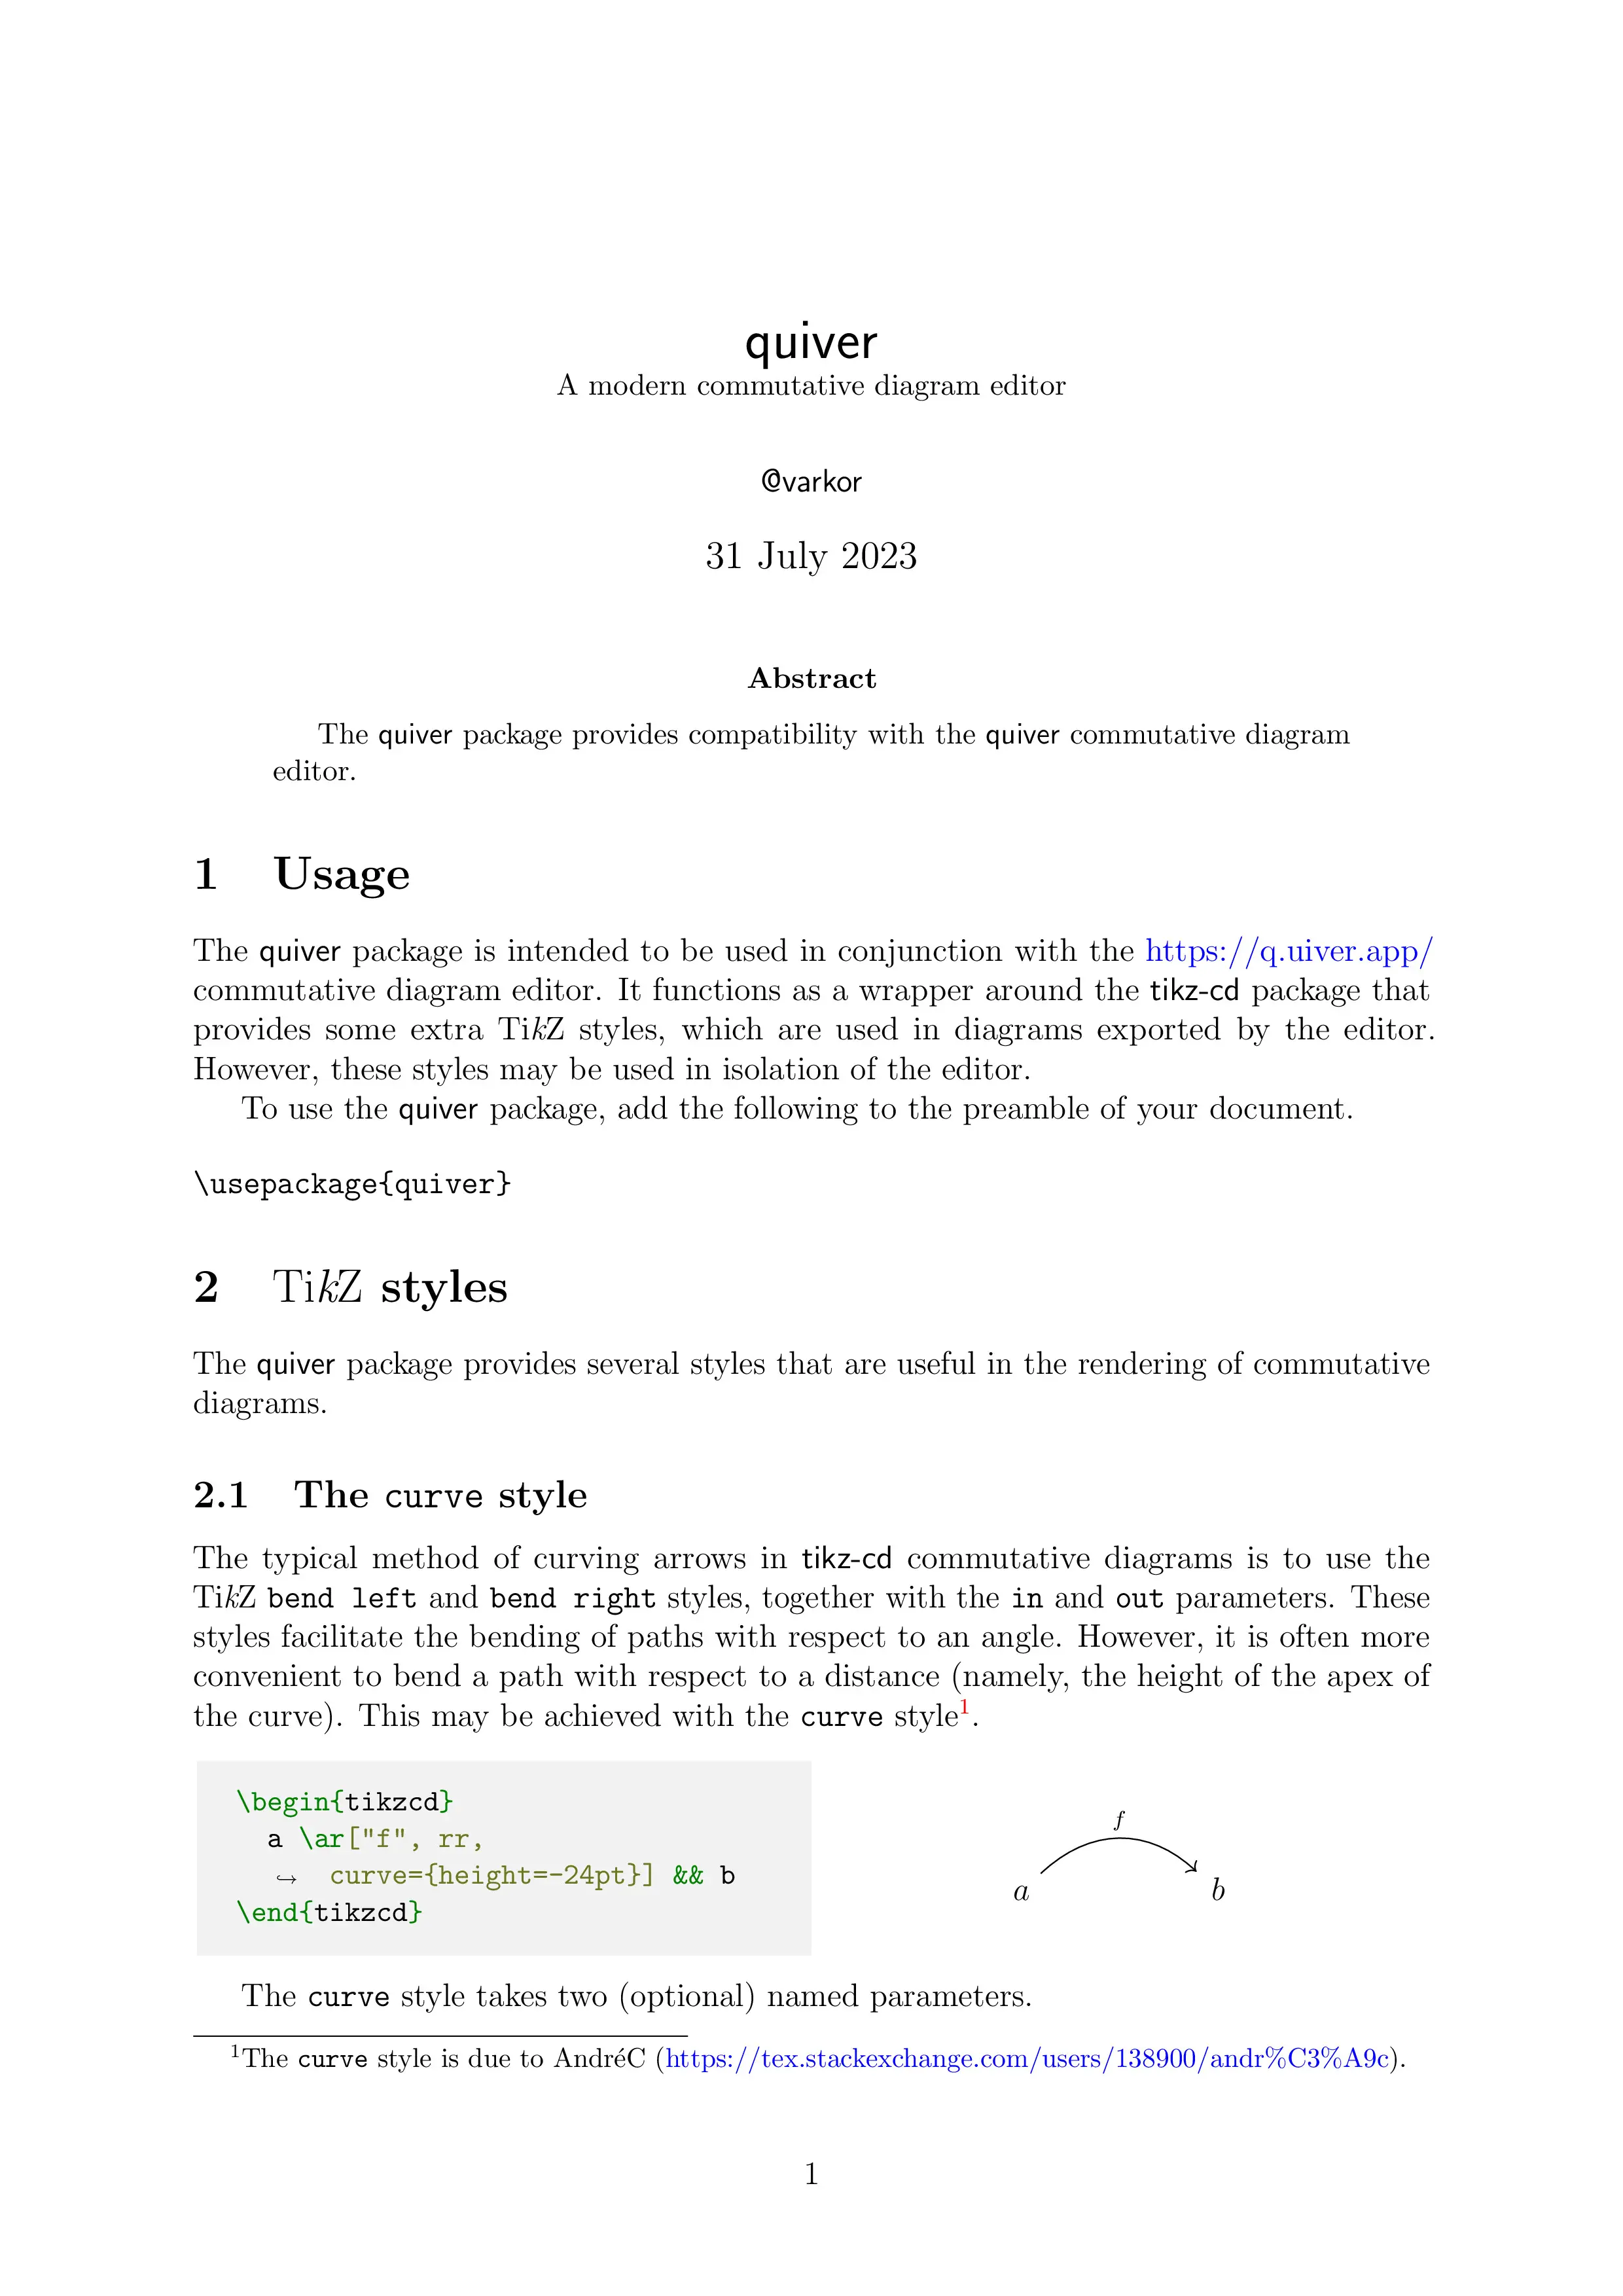 quiver
A modern commutative diagram editor
@varkor
31 July 2023
Abstract
The quiver package provides compatibility with the quiver commutative diagram
editor.
1 Usage
The quiver package is intended to be used in conjunction with the https://q.uiver.app/
commutative diagram editor. It functions as a wrapper around the tikz-cd package that
provides some extra TikZ styles, which are used in diagrams exported by the editor.
However, these styles may be used in isolation of the editor.
To use the quiver package, add the following to the preamble of your document.
\usepackage{quiver}
2 TikZ styles
The quiver package provides several styles that are useful in the rendering of commutative
diagrams.
2.1 The curve style
The typical method of curving arrows in tikz-cd commutative diagrams is to use the
TikZ bend left and bend right styles, together with the in and out parameters. These
styles facilitate the bending of paths with respect to an angle. However, it is often more
convenient to bend a path with respect to a distance (namely, the height of the apex of
the curve). This may be achieved with the curve style1.
\begin{tikzcd}
a \ar["f", rr,
↪ curve={height=-24pt}] && b
\end{tikzcd}
f
a b
The curve style takes two (optional) named parameters.
1The curve style is due to AndréC (https://tex.stackexchange.com/users/138900/andr%C3%A9c).
1